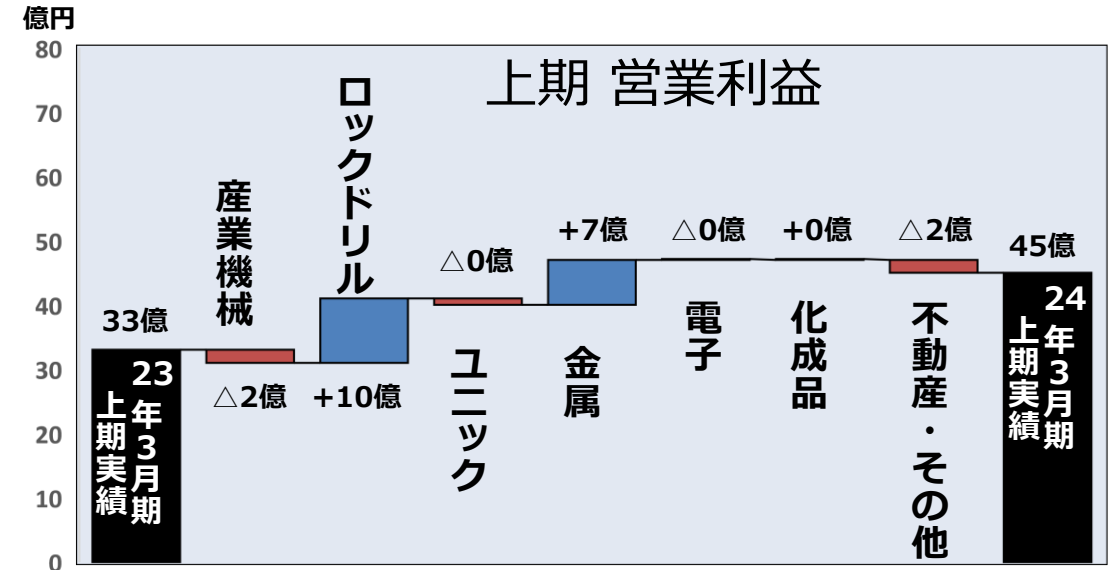 億円
上期 営業利益
80
70
60
50
40
30
20
10
0
33億
23年3月期
上期実績
産業機械
△2億
ロックドリル
+10億
△0億
ユニック
+7億
金属
△0億
電子
+0億
化成品
△2億
不動産・その他
45億
24年3月期
上期実績